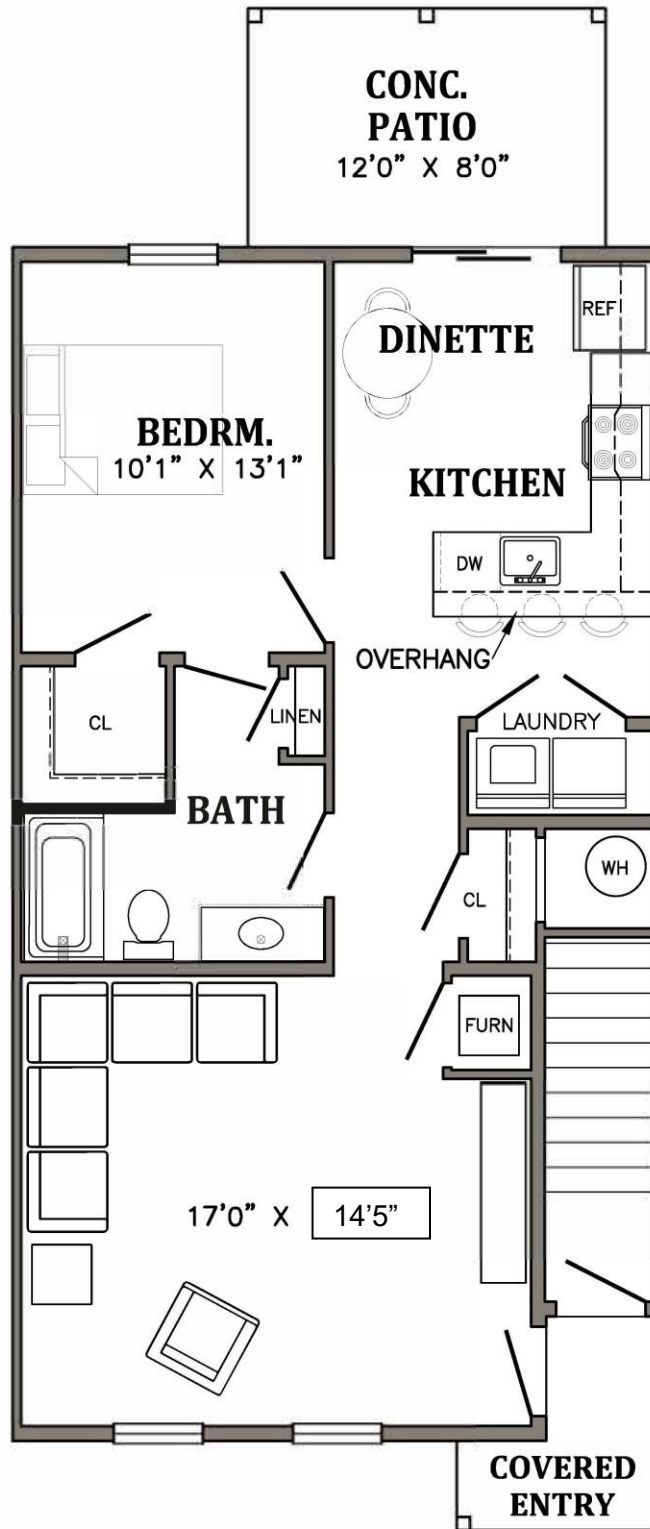 CONC.
PATIO
12'0" X 8'0"
REF
DINETTE
BEDRM.
10'1" X 13'1"
KITCHEN
DW
OVERHANG
LINEN
LAUNDRY
CL
BATH
WH
CL
FURN
17'0" X 14'5"
COVERED
ENTRY